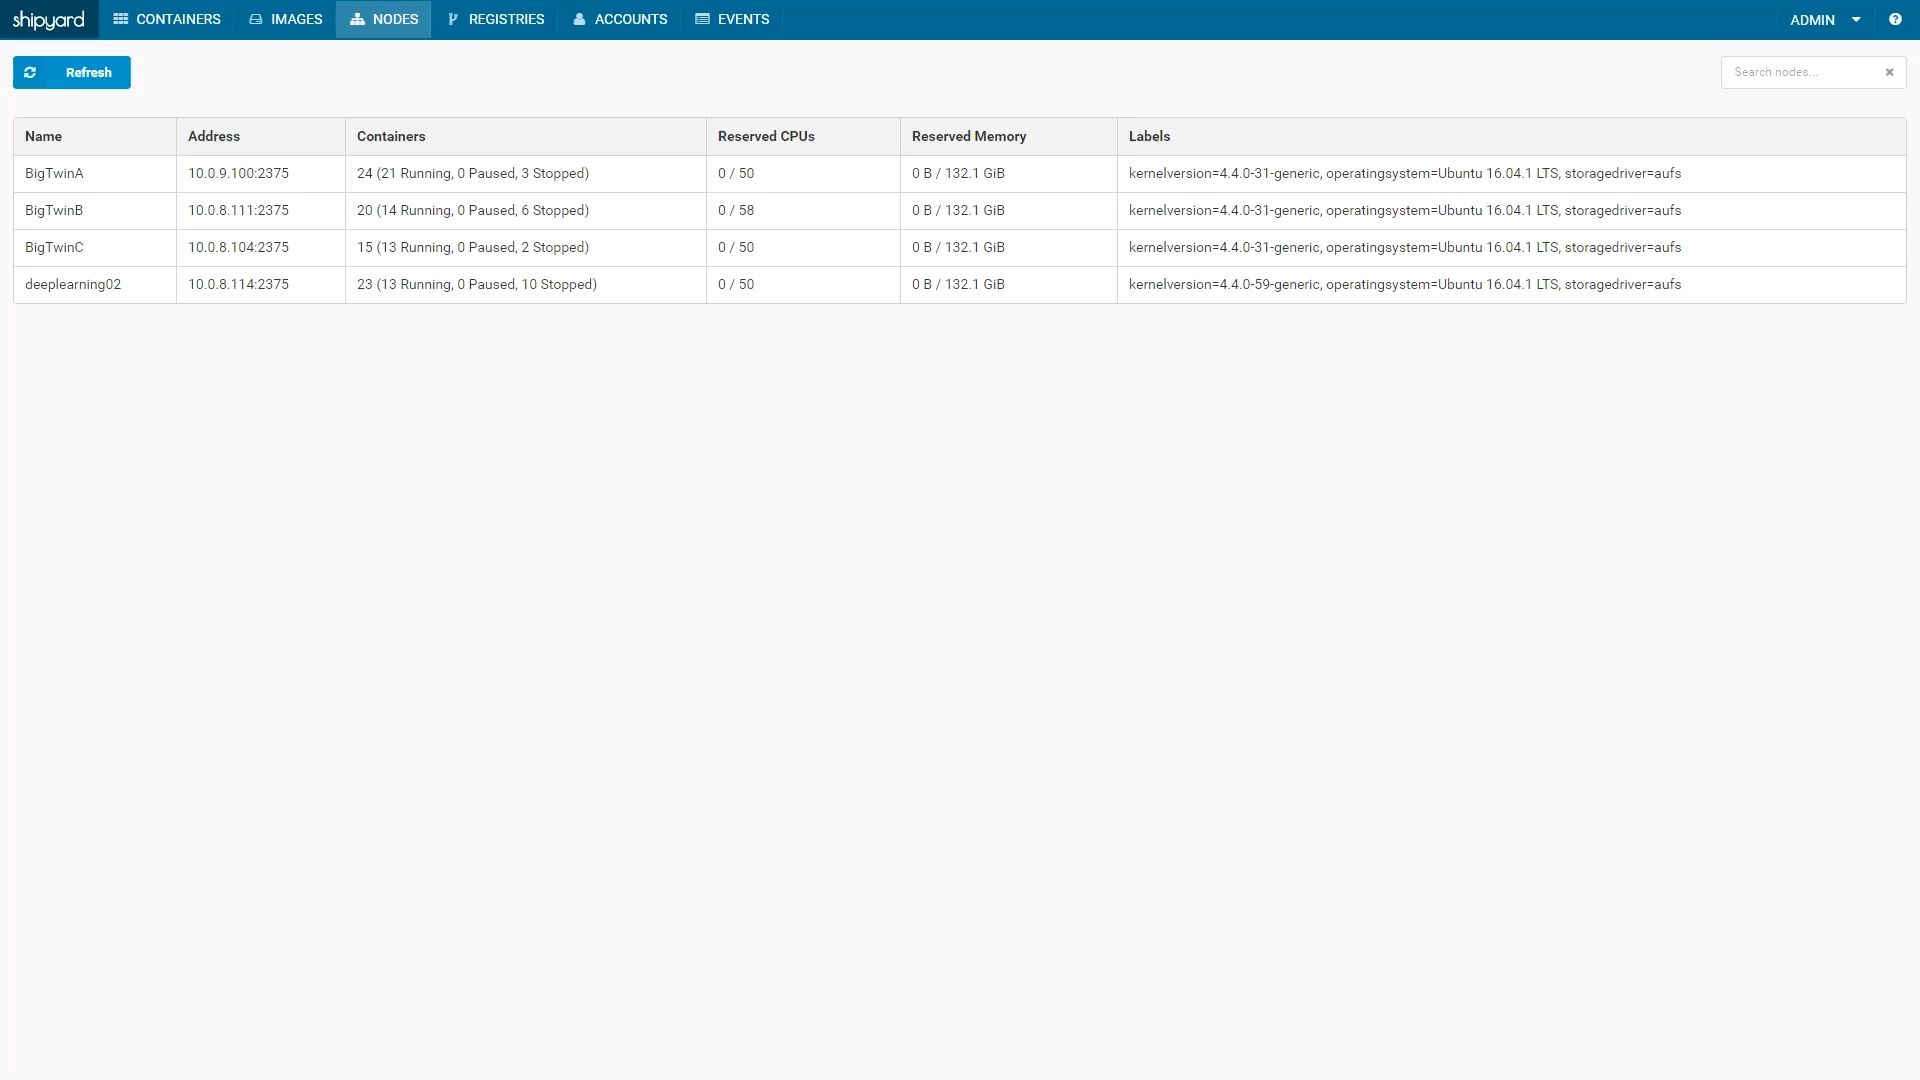 shipyard CONTAINERS IMAGES NODES REGISTRIES ACCOUNTS EVENTS ADMIN
Refresh Search nodes...
Name Address Containers Reserved CPUs Reserved Memory Labels
BigTwinA 10.0.9.100:2375 24 (21 Running, 0 Paused, 3 Stopped) 0 / 50 0 B / 132.1 GiB kernelversion=4.4.0-31-generic, operatingsystem=Ubuntu 16.04.1 LTS, storagedriver=aufs
BigTwinB 10.0.8.111:2375 20 (14 Running, 0 Paused, 6 Stopped) 0 / 58 0 B / 132.1 GiB kernelversion=4.4.0-31-generic, operatingsystem=Ubuntu 16.04.1 LTS, storagedriver=aufs
BigTwinC 10.0.8.104:2375 15 (13 Running, 0 Paused, 2 Stopped) 0 / 50 0 B / 132.1 GiB kernelversion=4.4.0-31-generic, operatingsystem=Ubuntu 16.04.1 LTS, storagedriver=aufs
deeplearning02 10.0.8.114:2375 23 (13 Running, 0 Paused, 10 Stopped) 0 / 50 0 B / 132.1 GiB kernelversion=4.4.0-59-generic, operatingsystem=Ubuntu 16.04.1 LTS, storagedriver=aufs